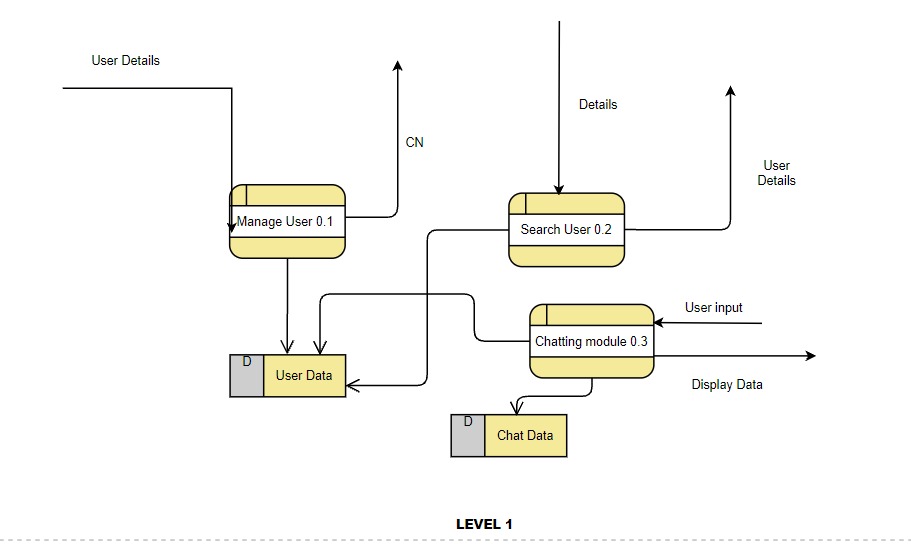 User Details
Details
CN
User
Details
Manage User 0.1
Search User 0.2
User input
Chatting module 0.3
D
User Data
Display Data
D
Chat Data
LEVEL 1